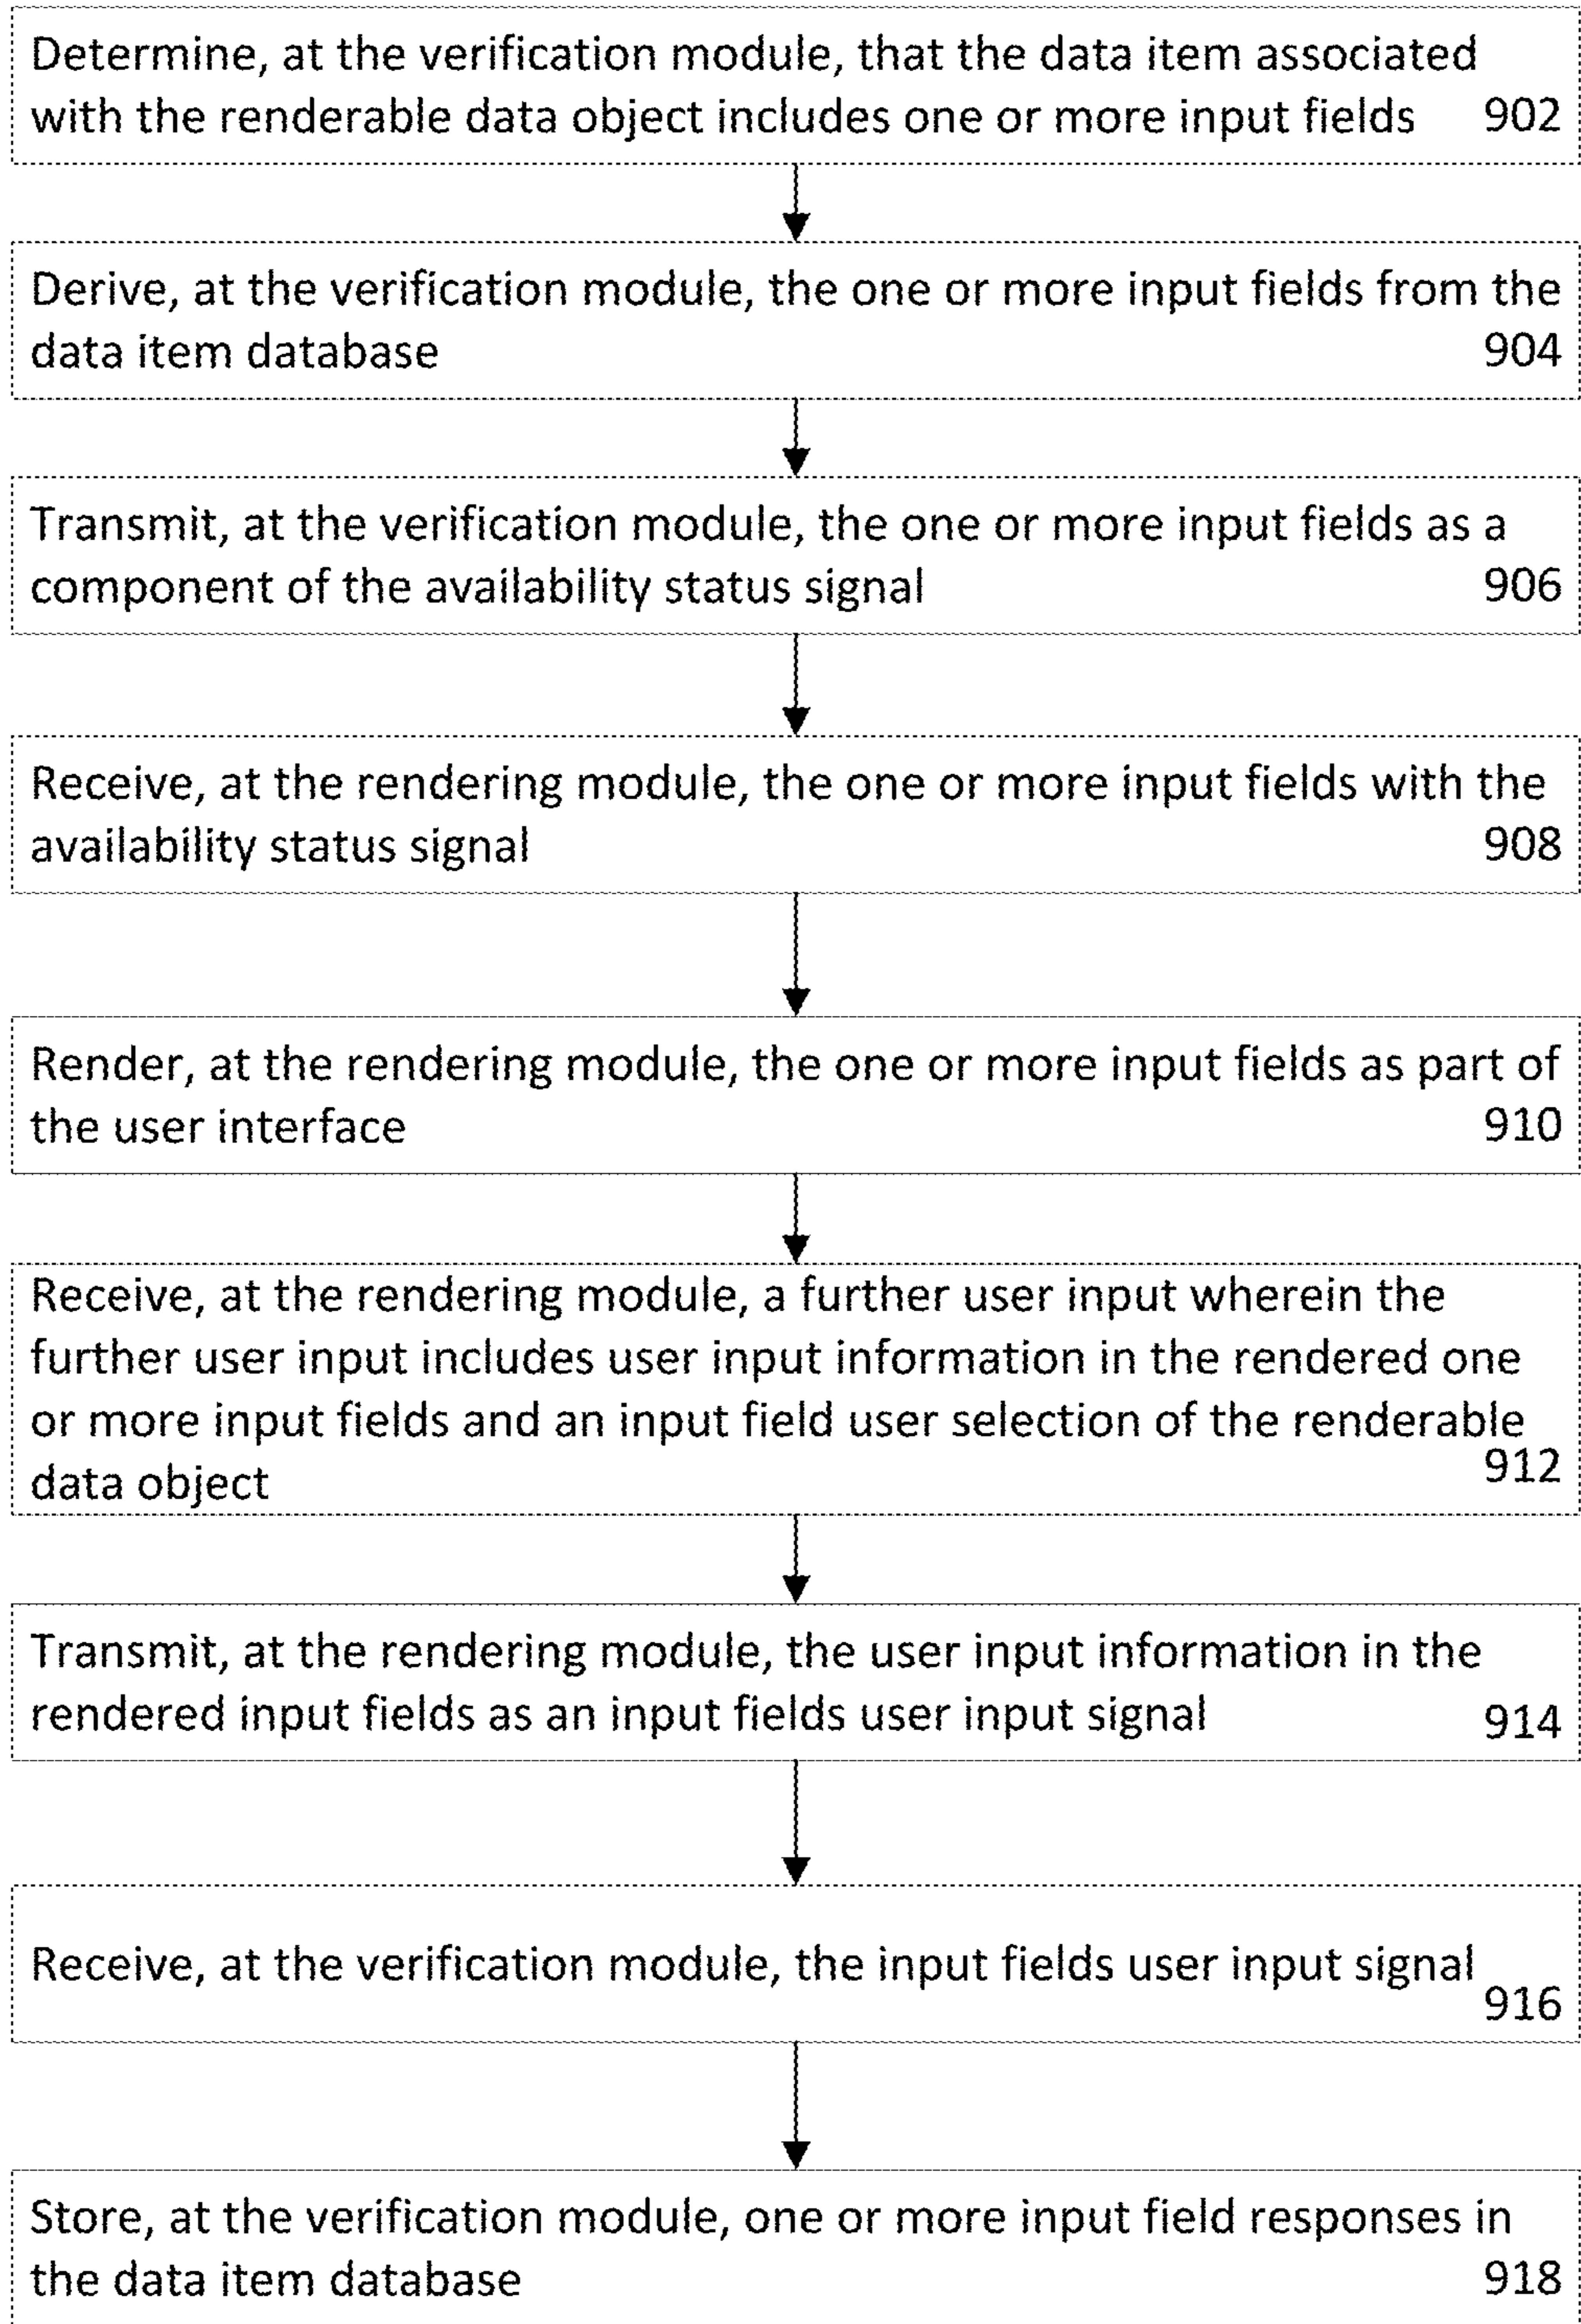 Determine, at the verification module, that the data item associated
with the renderable data object includes one or more input fields 902
Derive, at the verification module, the one or more input fields from the
data item database 904
Transmit, at the verification module, the one or more input fields as a
component of the availability status signal 906
Receive, at the rendering module, the one or more input fields with the
availability status signal 908
Render, at the rendering module, the one or more input fields as part of
the user interface 910
Receive, at the rendering module, a further user input wherein the
further user input includes user input information in the rendered one
or more input fields and an input field user selection of the renderable
data object 912
Transmit, at the rendering module, the user input information in the
rendered input fields as an input fields user input signal 914
Receive, at the verification module, the input fields user input signal
916
Store, at the verification module, one or more input field responses in
the data item database 918